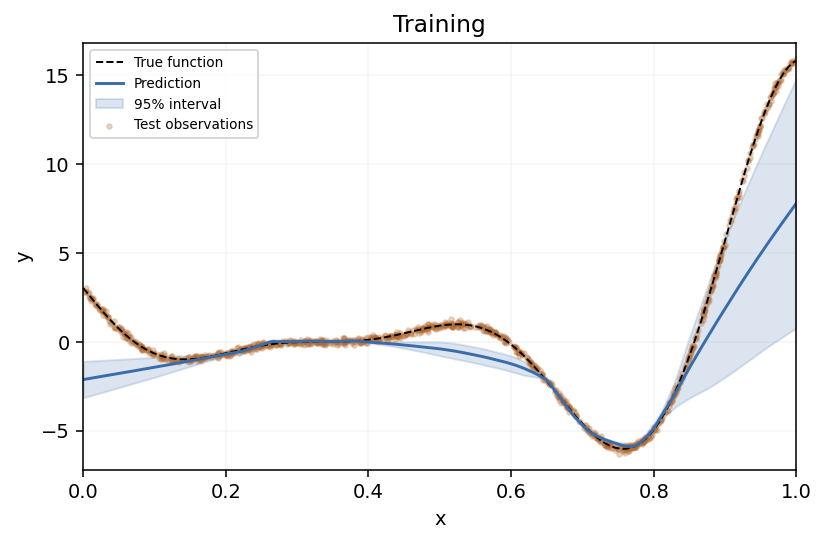 Training
True function
Prediction
95% interval
Test observations
y
15
10
5
0
−5
0.0 0.2 0.4 0.6 0.8 1.0
x